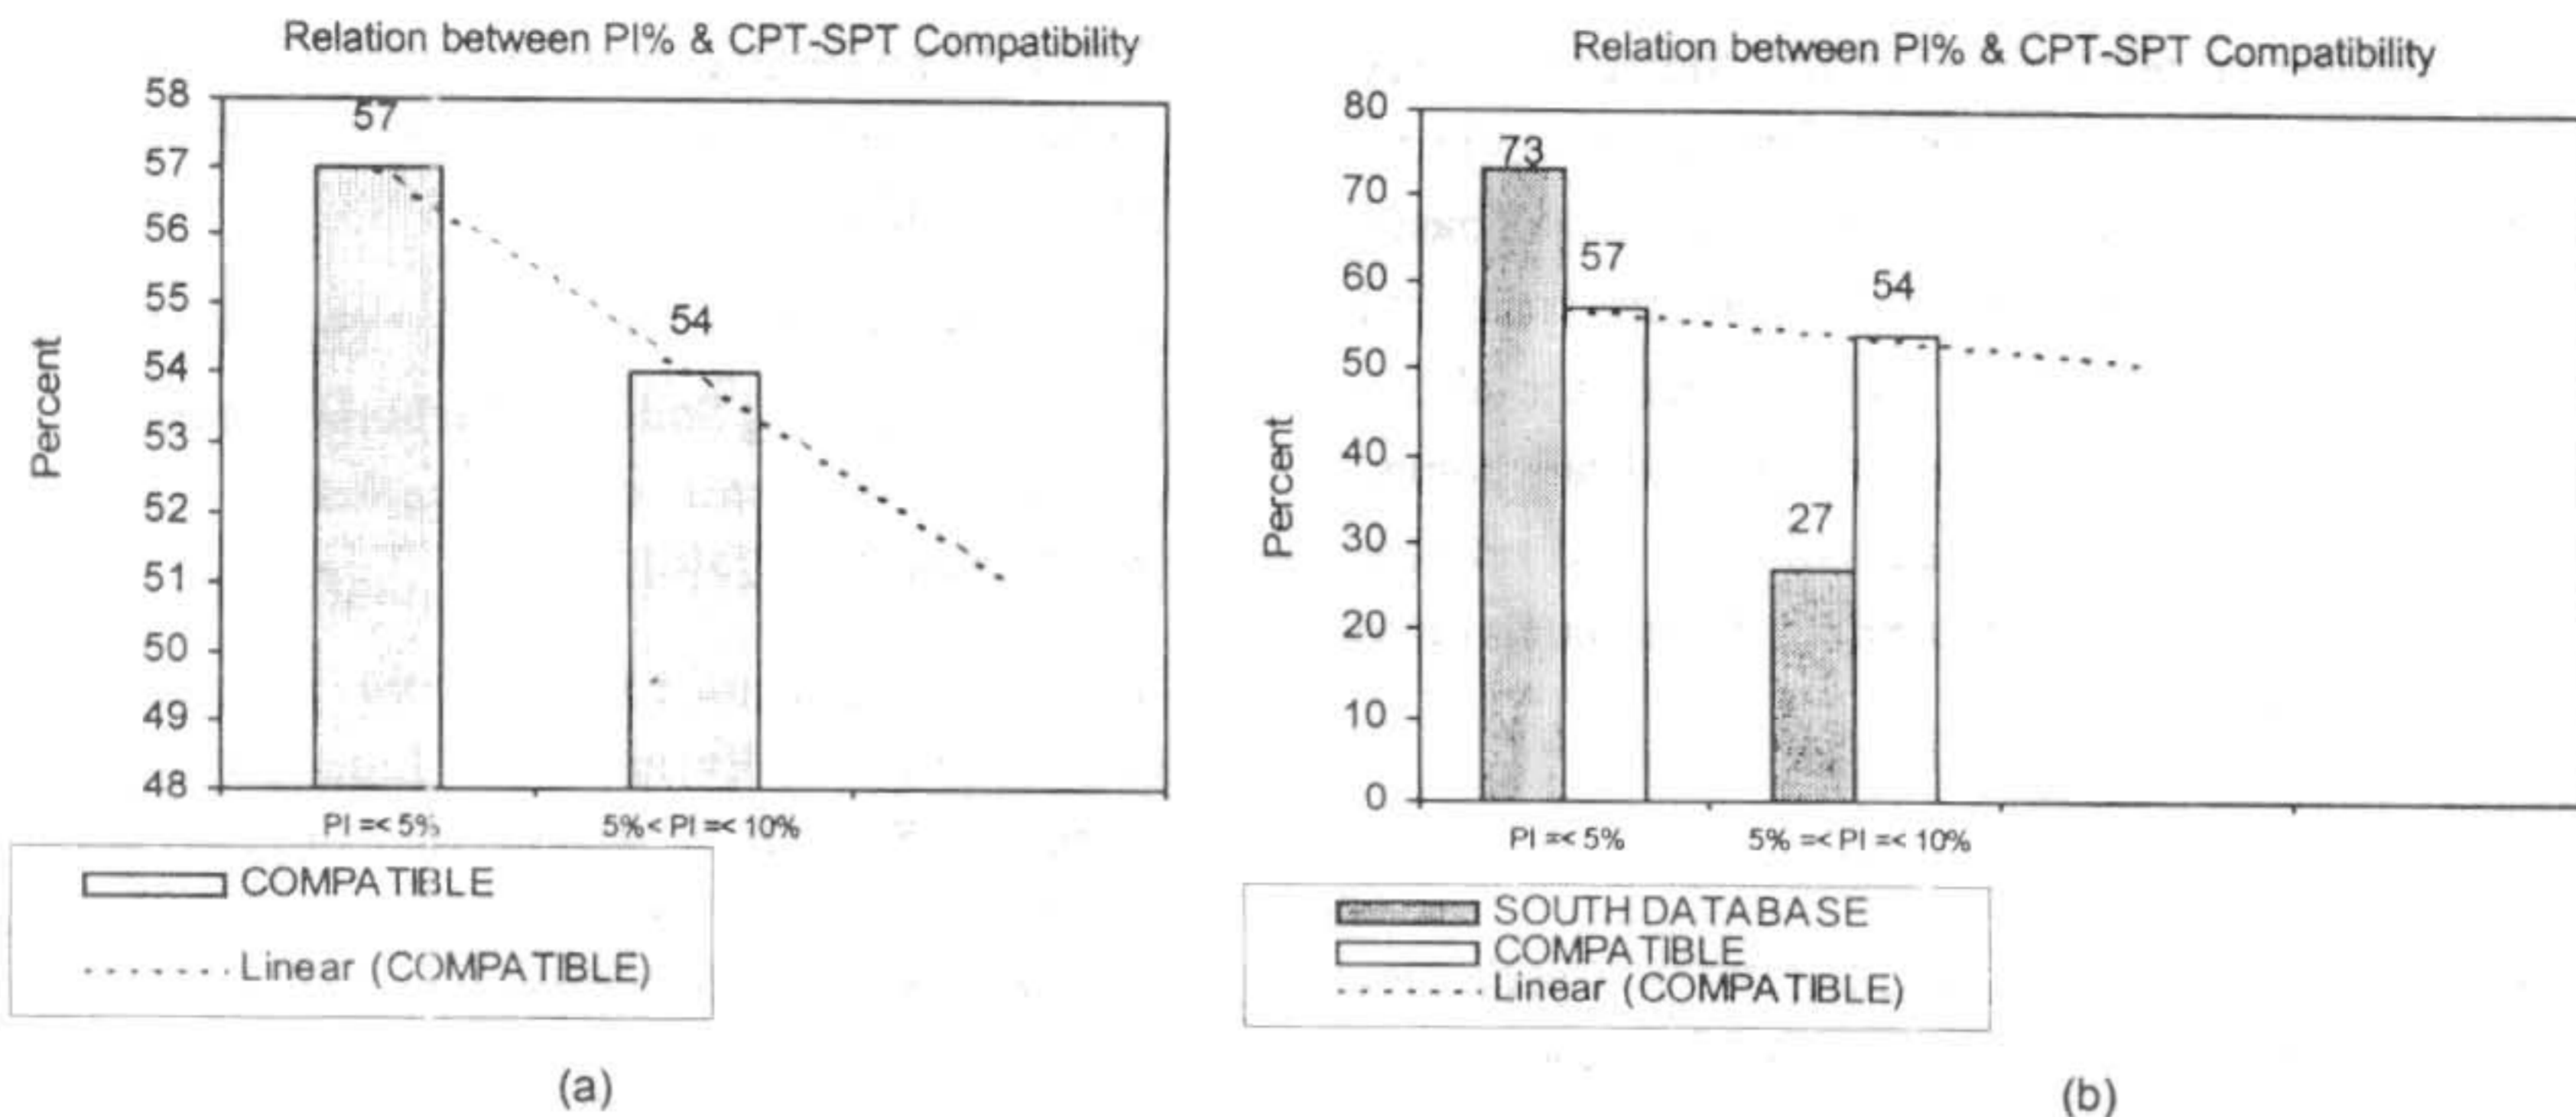 Relation between PI% & CPT-SPT Compatibility
58
57
56
55
54
53
52
51
50
49
48
Percent
57
54
PI =< 5%
5%< PI =< 10%
COMPATIBLE
Linear (COMPATIBLE)
(a)
Relation between PI% & CPT-SPT Compatibility
80
70
60
50
40
30
20
10
0
Percent
73
57
27
54
PI =< 5%
5% =< PI =< 10%
SOUTH DATABASE
COMPATIBLE
Linear (COMPATIBLE)
(b)